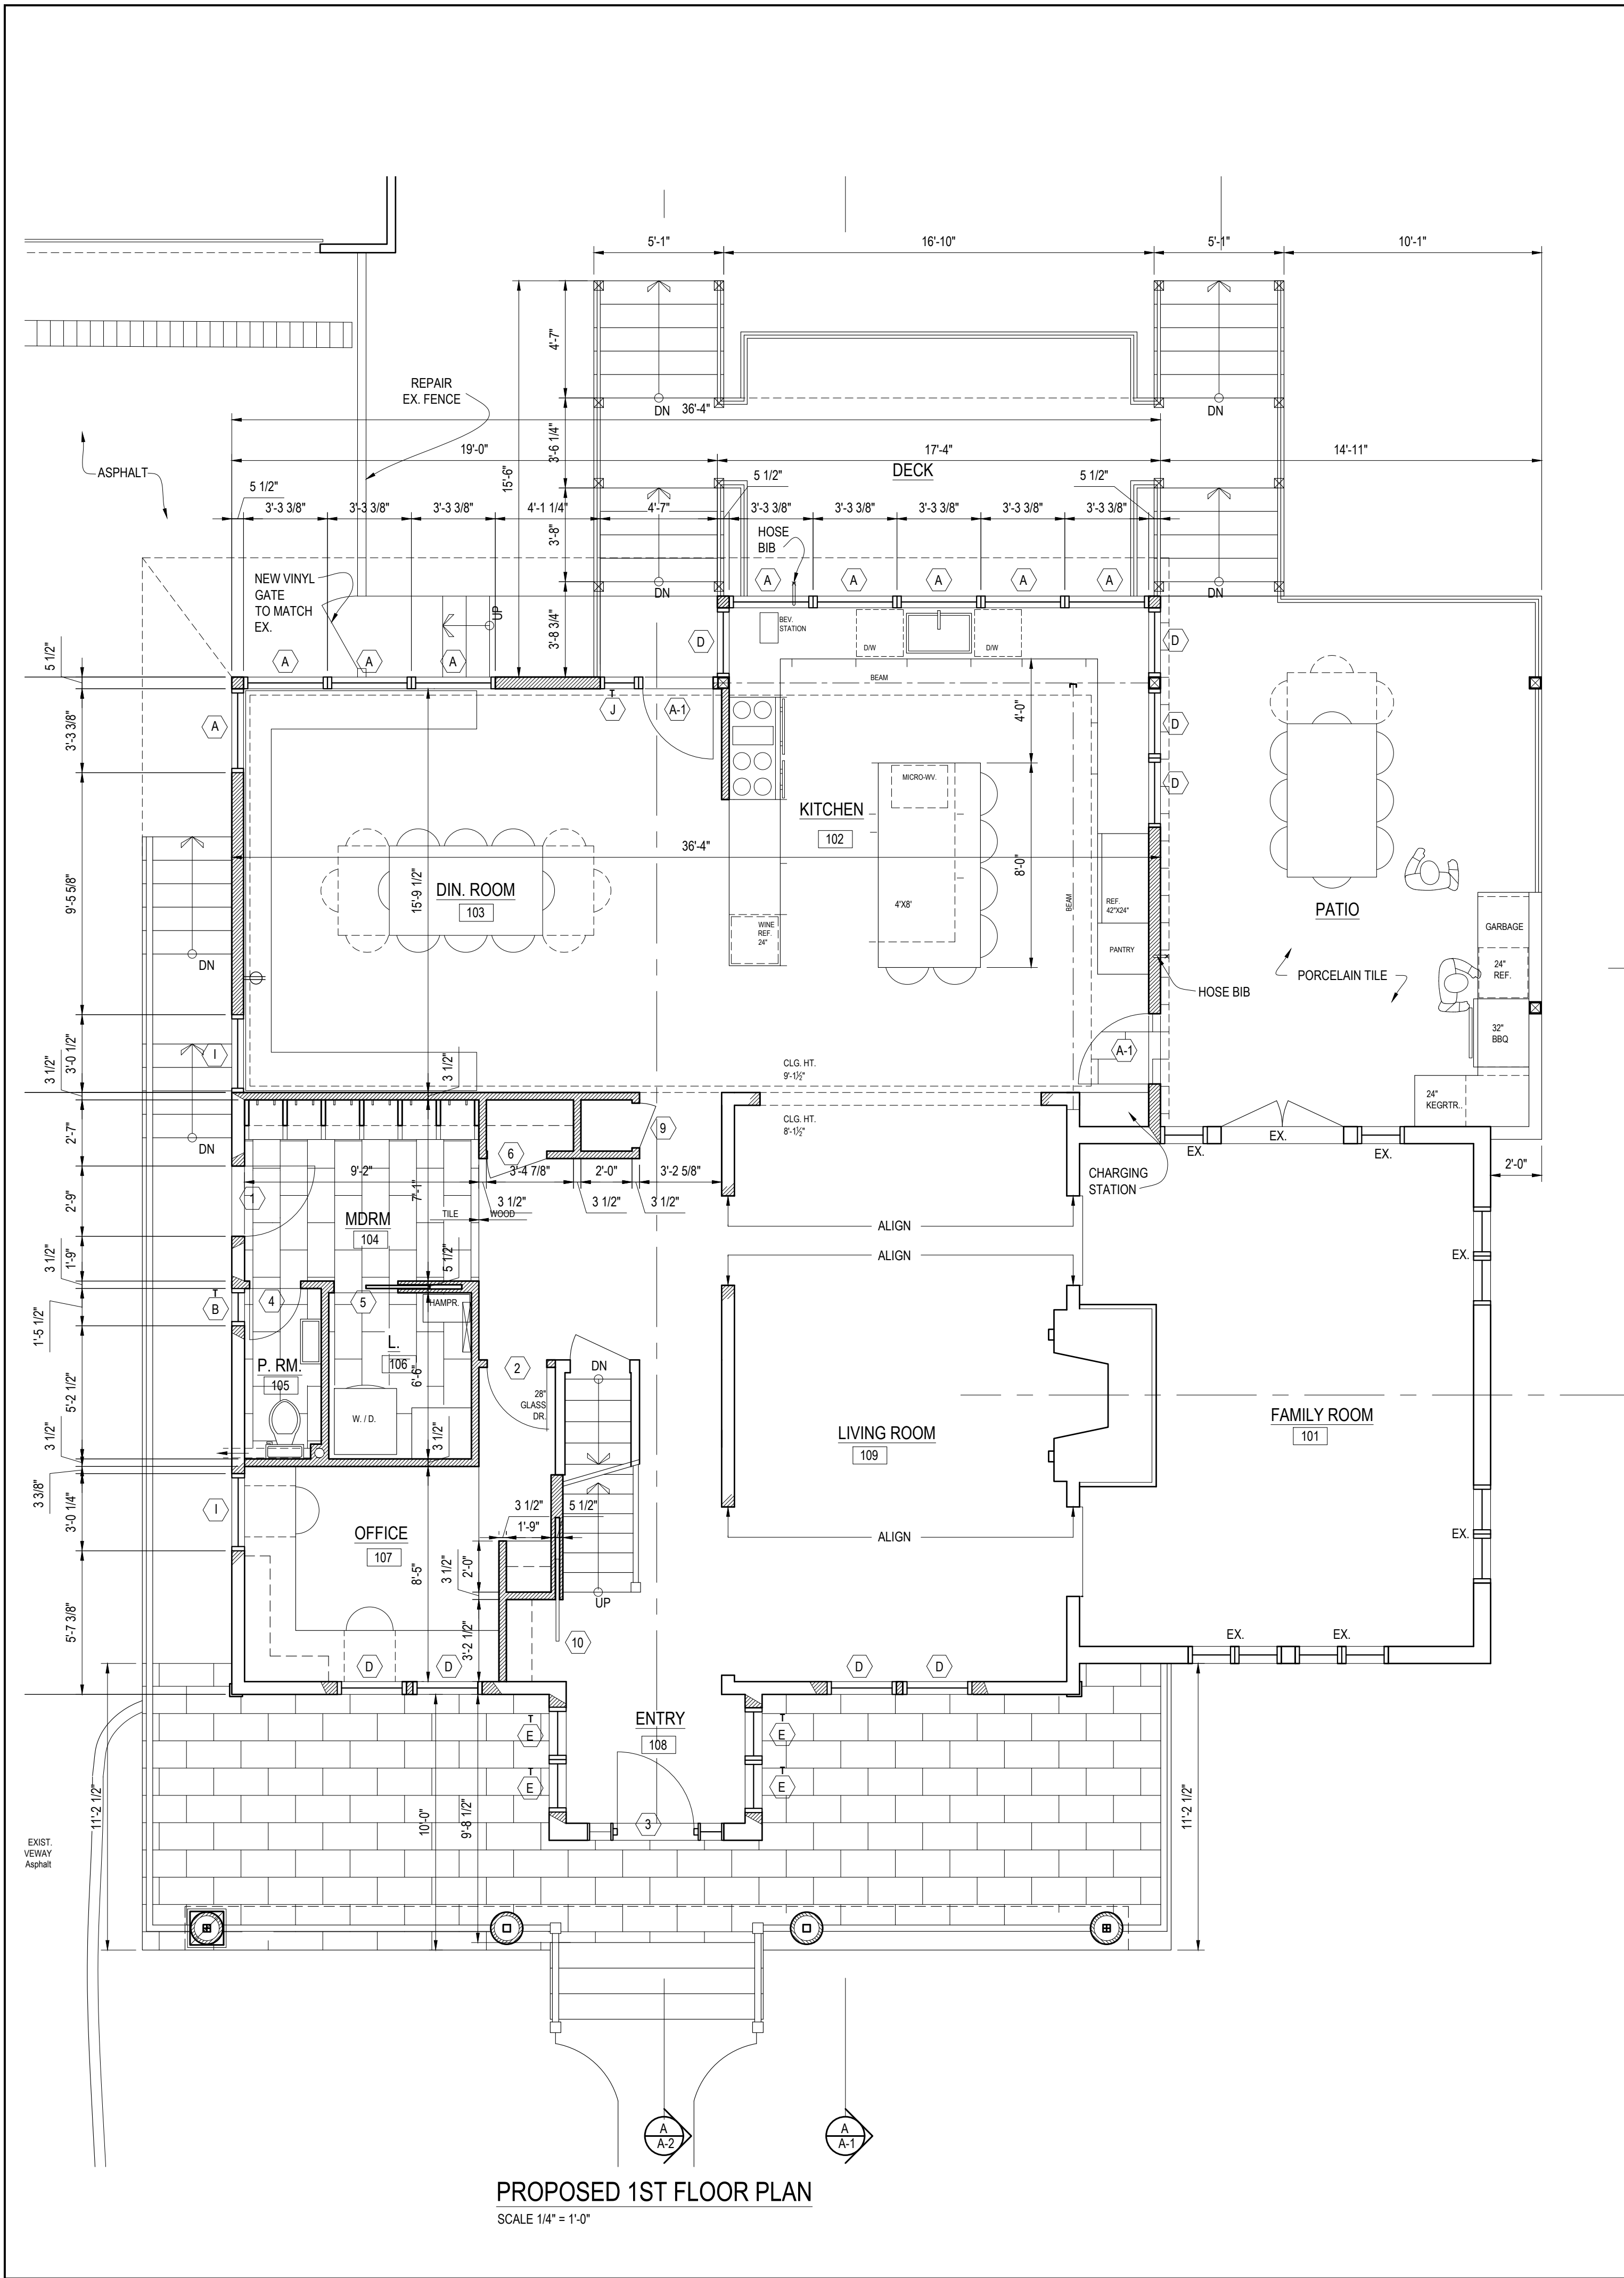 5'-1"
16'-10"
5'-1"
10'-1"
4'-7"
REPAIR
EX. FENCE
DN
36'-4"
DN
3'-6 1/4"
15'-6"
19'-0"
17'-4"
14'-11"
DECK
ASPHALT
5 1/2"
5 1/2"
5 1/2"
3'-3 3/8"
3'-3 3/8"
3'-3 3/8"
4'-1 1/4"
4'-7"
3'-3 3/8"
3'-3 3/8"
3'-3 3/8"
3'-3 3/8"
3'-3 3/8"
3'-8"
HOSE
BIB
NEW VINYL
GATE
TO MATCH
EX.
A
A
A
A
A
DN
DN
UP
3'-8 3/4"
BEV.
STATION
D/W
D/W
D
D
A
A
A
5 1/2"
BEAM
J
A-1
A
3'-3 3/8"
4'-0"
D
D
MICRO-WV.
KITCHEN
102
36'-4"
8'-0"
9'-5 5/8"
15'-9 1/2"
DIN. ROOM
103
4'X8'
BEAM
REF.
42"X24"
PANTRY
WINE
REF.
24"
PATIO
GARBAGE
24"
REF.
PORCELAIN TILE
HOSE BIB
DN
32"
BBQ
3'-0 1/2"
3 1/2"
I
3 1/2"
CLG. HT.
9'-1½"
A-1
24"
KEGRTR..
CLG. HT.
8'-1½"
DN
2'-7"
9
6
EX.
EX.
EX.
9'-2"
3'-4 7/8"
2'-0"
3'-2 5/8"
2'-0"
CHARGING
STATION
1
7'-1"
3 1/2"
3 1/2"
3 1/2"
2'-9"
MDRM
104
TILE
WOOD
ALIGN
ALIGN
EX.
3 1/2"
1'-9"
5 1/2"
4
5
HAMPR.
B
1'-5 1/2"
L.
106
P. RM.
105
6'-6"
2
DN
28"
GLASS
DR.
5'-2 1/2"
W. / D.
3 1/2"
3 1/2"
LIVING ROOM
109
FAMILY ROOM
101
3 3/8"
3'-0 1/4"
I
OFFICE
107
3 1/2"
5 1/2"
1'-9"
ALIGN
EX.
8'-5"
3 1/2"
2'-0"
UP
5'-7 3/8"
3'-2 1/2"
10
EX.
EX.
D
D
D
D
ENTRY
108
E
E
E
E
3
11'-2 1/2"
10'-0"
9'-8 1/2"
11'-2 1/2"
EXIST.
VEWAY
Asphalt
A
A-2
A
A-1
PROPOSED 1ST FLOOR PLAN
SCALE 1/4" = 1'-0"